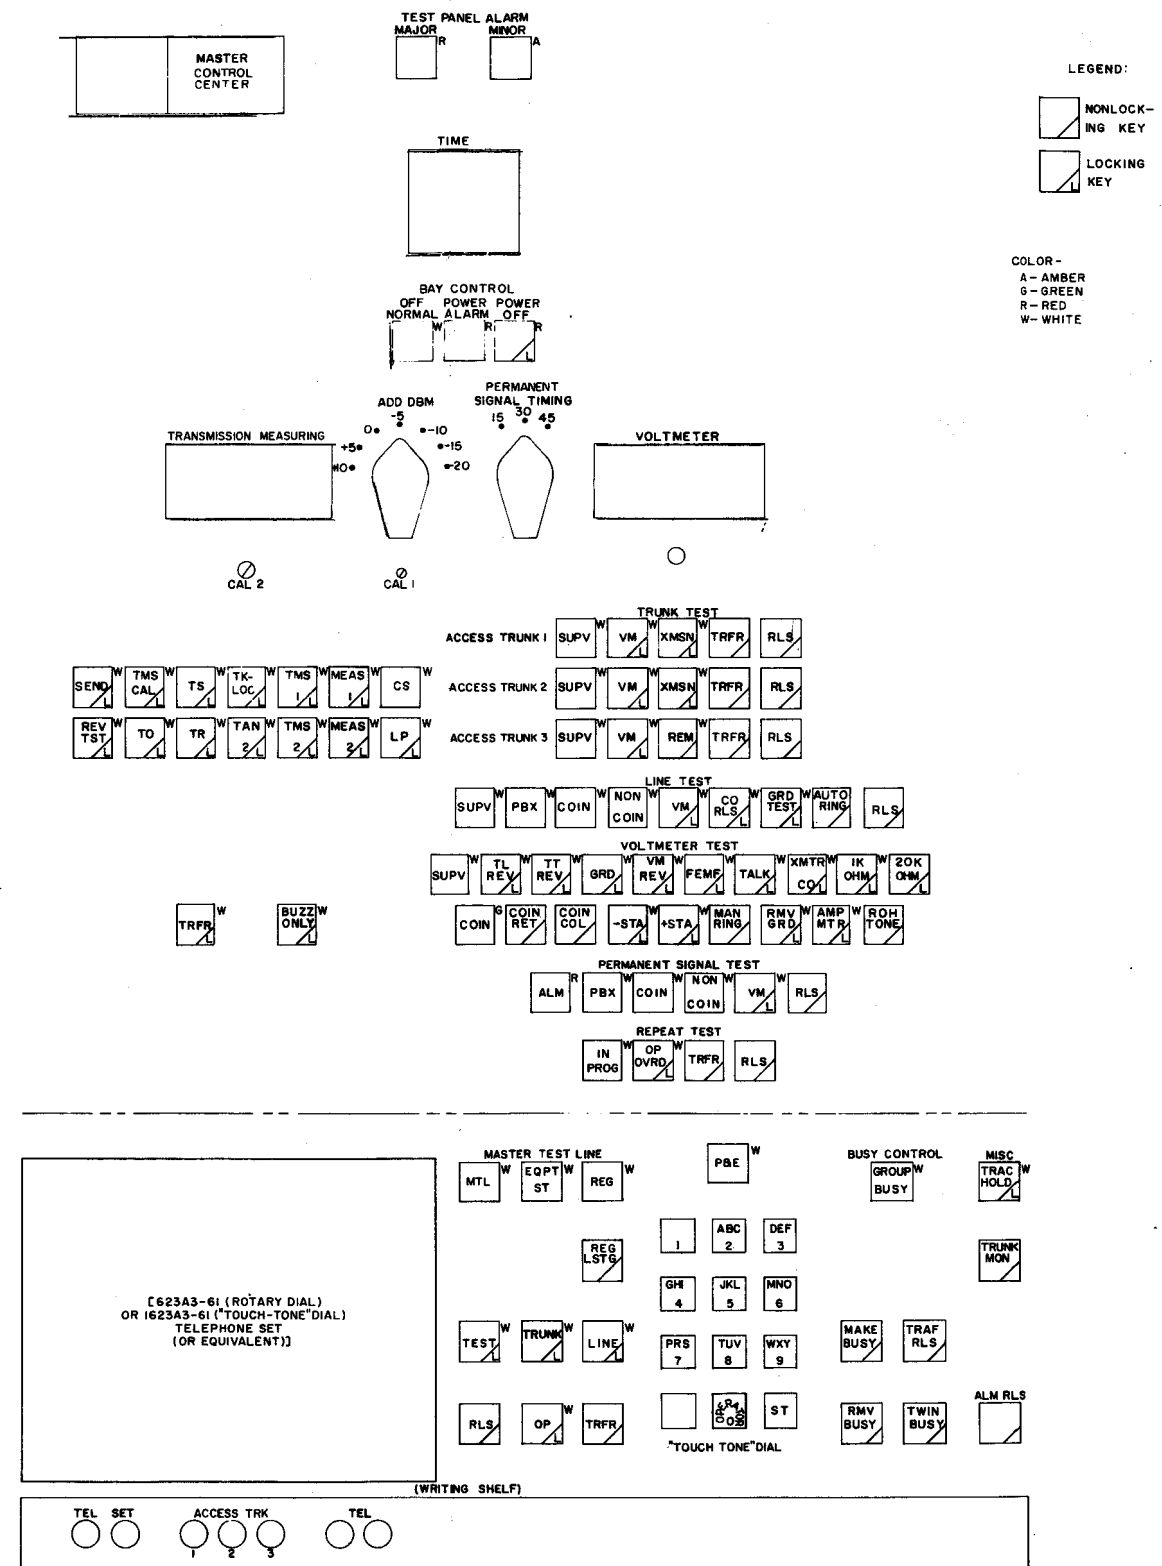 TEST PANEL ALARM
MAJOR MINOR
R A
MASTER
CONTROL
CENTER
LEGEND:
NONLOCK-
ING KEY
L LOCKING
KEY
TIME
COLOR-
A-AMBER
G-GREEN
R-RED
W-WHITE
BAY CONTROL
OFF POWER POWER
NORMAL ALARM OFF
W R R
L
PERMANENT
SIGNAL TIMING
15 30 45
ADD DBM
+5 0 -5 -10 -15 -20
TRANSMISSION MEASURING
VOLTMETER
CAL 2 CAL 1
TRUNK TEST
ACCESS TRUNK 1 SUPV W VM L W XMSN L W TRFR W RLS
SEND L W TMS CAL L W TS L W TK-LOC L W TMS 1 L W MEAS 1 L W CS W
ACCESS TRUNK 2 SUPV W VM L W XMSN L W TRFR W RLS
REV TST L W TO L W TR L W TAN 2 L W TMS 2 L W MEAS 2 L W LP L W
ACCESS TRUNK 3 SUPV W VM L W REM W TRFR W RLS
LINE TEST
SUPV W PBX W COIN W NON COIN W VM L W CO RLS L W GRD TEST L W AUTO RING W RLS
VOLTMETER TEST
SUPV W TL REV L W TT REV L W GRD L W VM REV L W FEMF L W TALK L W XMTR CO L W 1K OHM L W 20K OHM L W
TRFR L W BUZZ ONLY L W
COIN G COIN RET COIN COL -STA L W +STA L W MAN RING RMV GRD L W AMP MTR L W ROH TONE
PERMANENT SIGNAL TEST
ALM R PBX W COIN W NON COIN W VM L W RLS
REPEAT TEST
IN PROG W OP OVRD L W TRFR W RLS
MASTER TEST LINE
MTL W EQPT ST W REG W
REG LSTG
TEST L W TRUNK L W LINE L W
RLS OP L W TRFR
P&E W
1 ABC 2 DEF 3
GHI 4 JKL 5 MNO 6
PRS 7 TUV 8 WXY 9
OPERATOR O ST
"TOUCH TONE" DIAL
BUSY CONTROL
GROUP BUSY W
MAKE BUSY TRAF RLS
RMV BUSY TWIN BUSY
MISC
TRAC HOLD L W
TRUNK MON
ALM RLS
[623A3-61 (ROTARY DIAL)
OR 1623A3-61 ("TOUCH-TONE" DIAL)
TELEPHONE SET
(OR EQUIVALENT)]
(WRITING SHELF)
TEL SET ACCESS TRK TEL
1 2 3